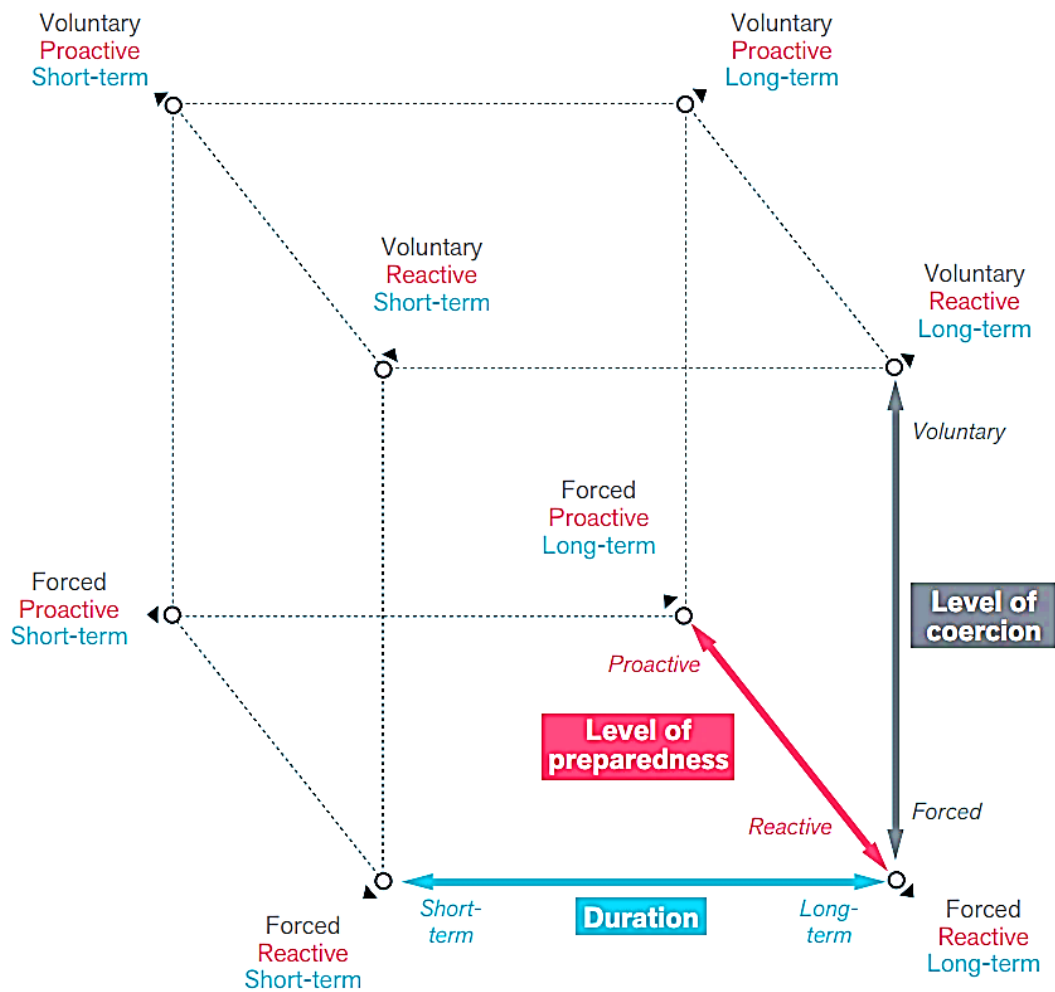 Voluntary
Proactive
Short-term
Voluntary
Proactive
Long-term
Voluntary
Reactive
Short-term
Voluntary
Reactive
Long-term
Voluntary
Forced
Proactive
Long-term
Forced
Proactive
Short-term
Level of
coercion
Proactive
Level of
preparedness
Reactive
Forced
Forced
Reactive
Short-term
Short-
term
Duration
Long-
term
Forced
Reactive
Long-term